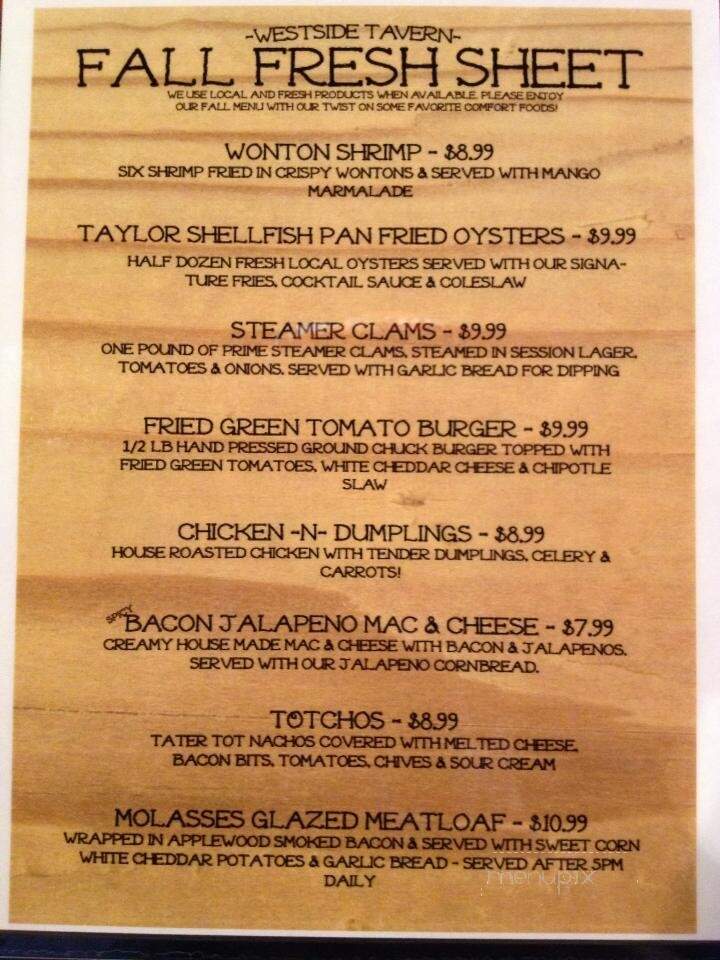 -WESTSIDE TAVERN-
FALL FRESH SHEET
WE USE LOCAL AND FRESH PRODUCTS WHEN AVAILABLE. PLEASE ENJOY
OUR FALL MENU WITH OUR TWIST ON SOME FAVORITE COMFORT FOODS!
WONTON SHRIMP - $8.99
SIX SHRIMP FRIED IN CRISPY WONTONS & SERVED WITH MANGO
MARMALADE
TAYLOR SHELLFISH PAN FRIED OYSTERS - $9.99
HALF DOZEN FRESH LOCAL OYSTERS SERVED WITH OUR SIGNA-
TURE FRIES, COCKTAIL SAUCE & COLESLAW
STEAMER CLAMS - $9.99
ONE POUND OF PRIME STEAMER CLAMS, STEAMED IN SESSION LAGER,
TOMATOES & ONIONS. SERVED WITH GARLIC BREAD FOR DIPPING
FRIED GREEN TOMATO BURGER - $9.99
1/2 LB HAND PRESSED GROUND CHUCK BURGER TOPPED WITH
FRIED GREEN TOMATOES, WHITE CHEDDAR CHEESE & CHIPOTLE
SLAW
CHICKEN -N- DUMPLINGS - $8.99
HOUSE ROASTED CHICKEN WITH TENDER DUMPLINGS, CELERY &
CARROTS!
SPICY BACON JALAPENO MAC & CHEESE - $7.99
CREAMY HOUSE MADE MAC & CHEESE WITH BACON & JALAPENOS.
SERVED WITH OUR JALAPENO CORNBREAD.
TOTCHOS - $8.99
TATER TOT NACHOS COVERED WITH MELTED CHEESE,
BACON BITS, TOMATOES, CHIVES & SOUR CREAM
MOLASSES GLAZED MEATLOAF - $10.99
WRAPPED IN APPLEWOOD SMOKED BACON & SERVED WITH SWEET CORN
WHITE CHEDDAR POTATOES & GARLIC BREAD - SERVED AFTER 5PM
DAILY
menupix